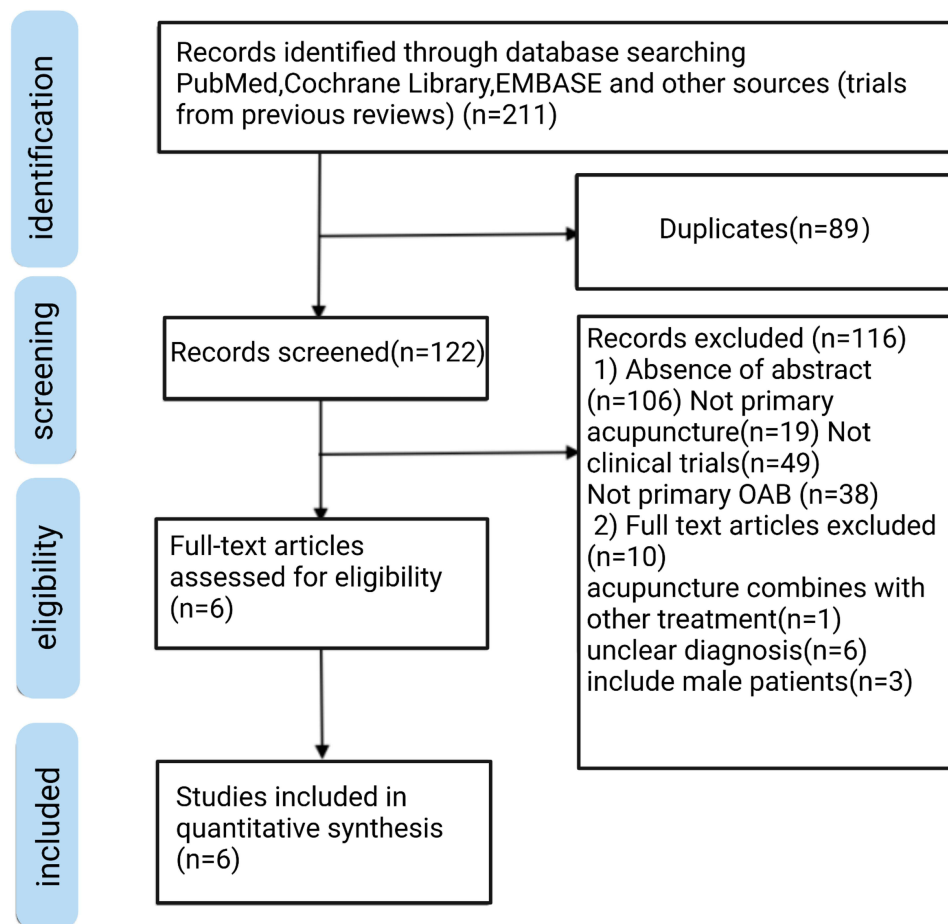 identification
Records identified through database searching
PubMed,Cochrane Library,EMBASE and other sources (trials
from previous reviews) (n=211)
Duplicates(n=89)
screening
Records screened(n=122)
Records excluded (n=116)
1) Absence of abstract
(n=106) Not primary
acupuncture(n=19) Not
clinical trials(n=49)
Not primary OAB (n=38)
2) Full text articles excluded
(n=10)
acupuncture combines with
other treatment(n=1)
unclear diagnosis(n=6)
include male patients(n=3)
eligibility
Full-text articles
assessed for eligibility
(n=6)
included
Studies included in
quantitative synthesis
(n=6)